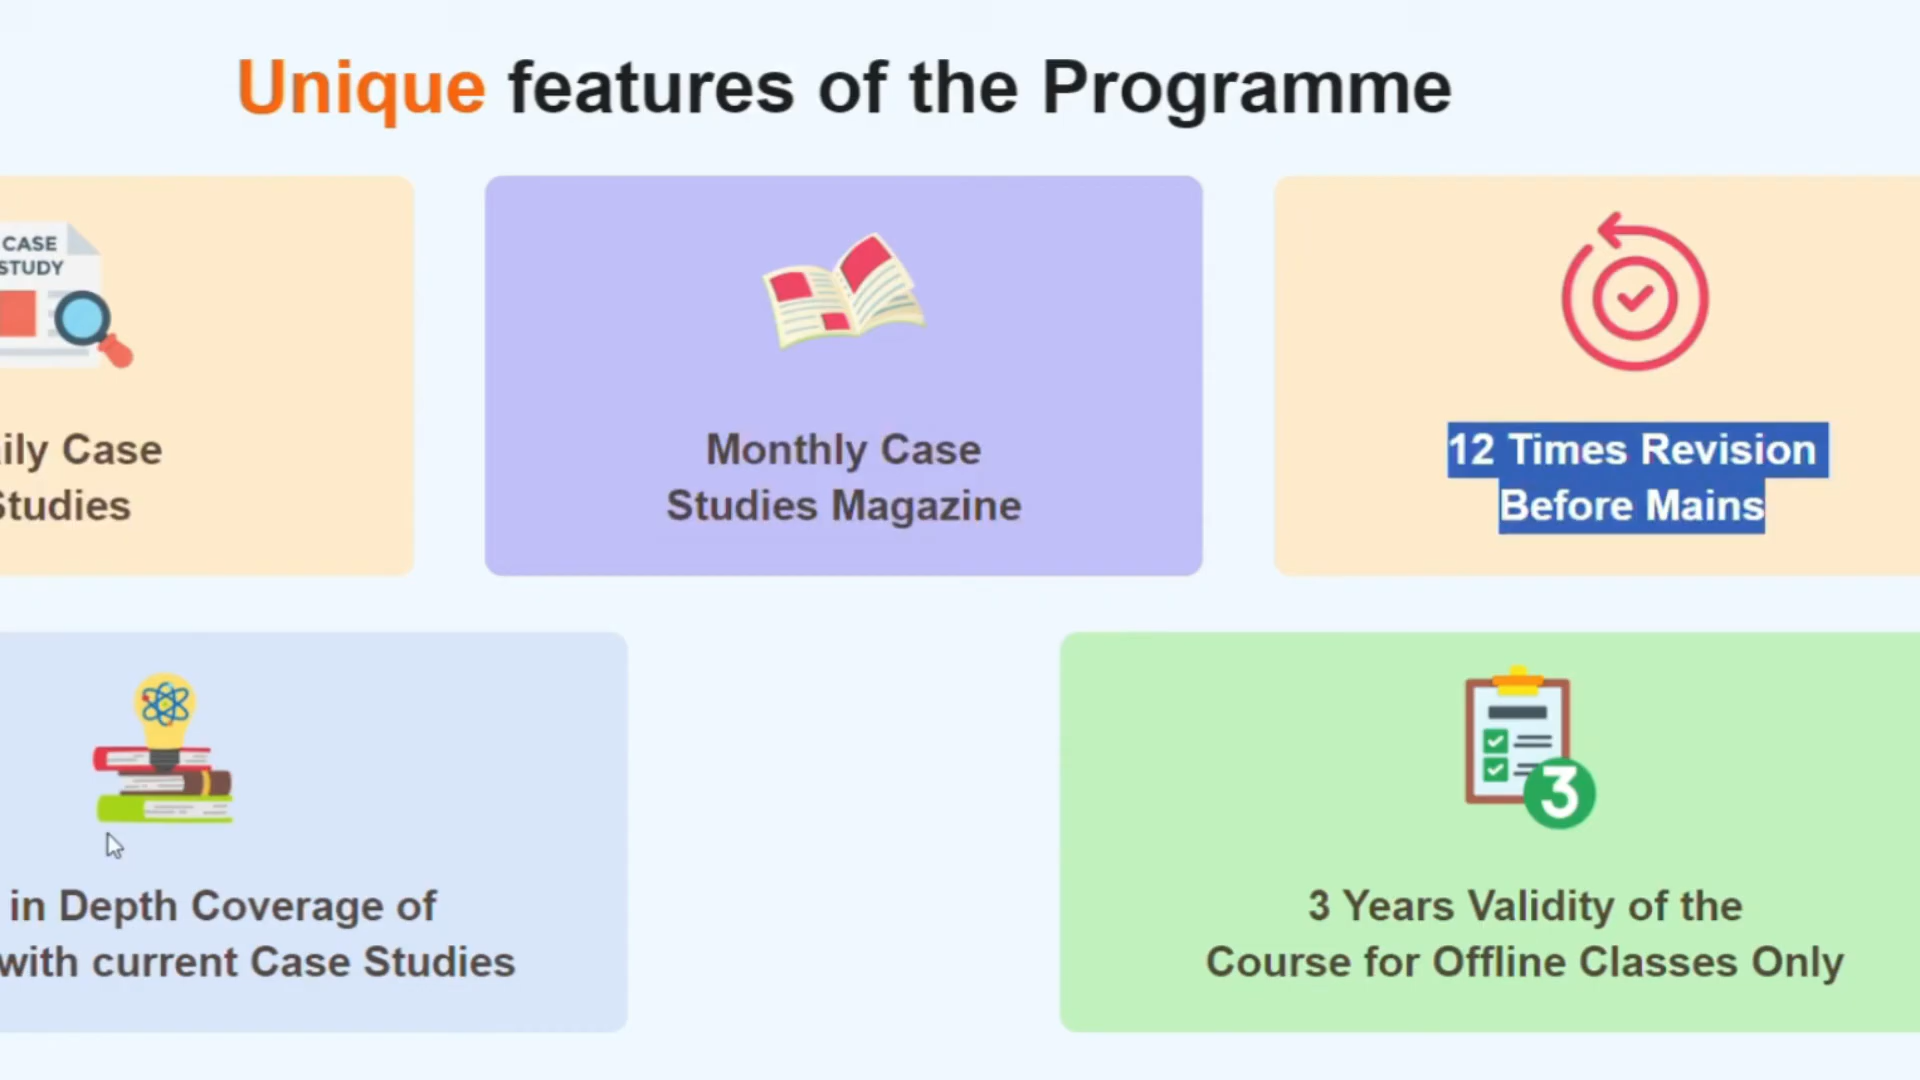 Unique features of the Programme
CASE
STUDY
ily Case
Studies
Monthly Case
Studies Magazine
12 Times Revision
Before Mains
in Depth Coverage of
with current Case Studies
3
3 Years Validity of the
Course for Offline Classes Only